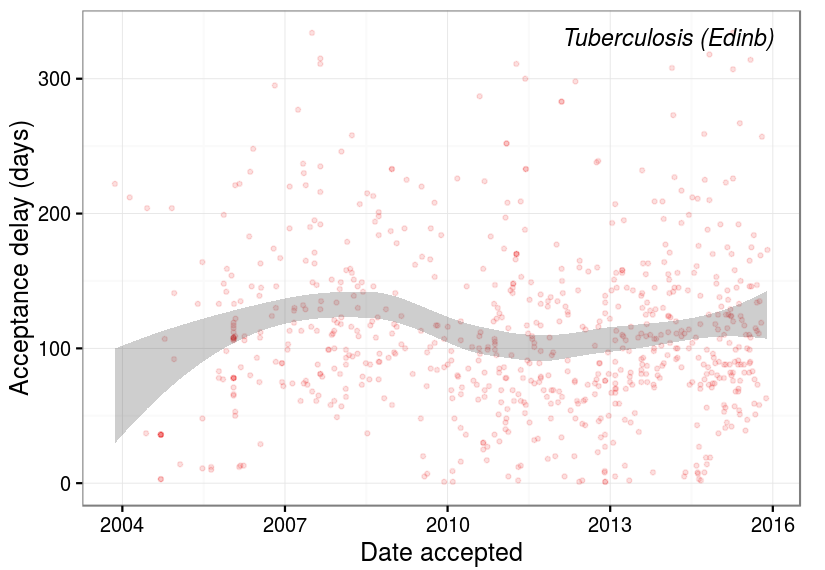 Tuberculosis (Edinb)
Acceptance delay (days)
300
200
100
0
2004 2007 2010 2013 2016
Date accepted